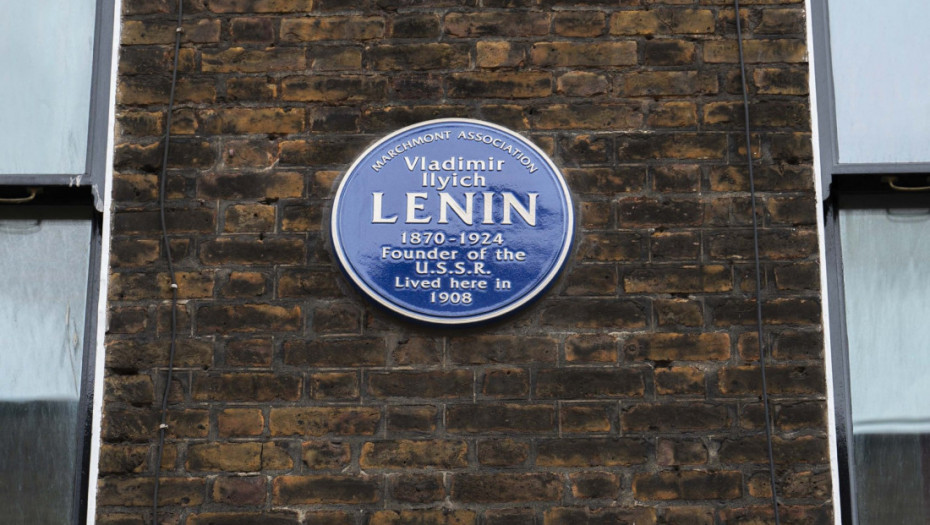 MARCHMONT ASSOCIATION
Vladimir
Ilyich
LENIN
1870-1924
Founder of the
U.S.S.R.
Lived here in
1908